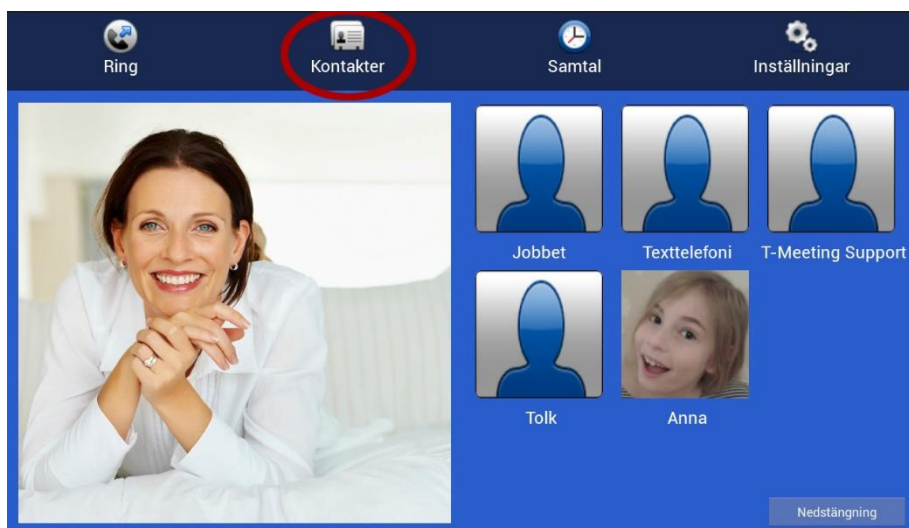 Ring
Kontakter
Samtal
Inställningar
Jobbet
Texttelefoni
T-Meeting Support
Tolk
Anna
Nedstängning